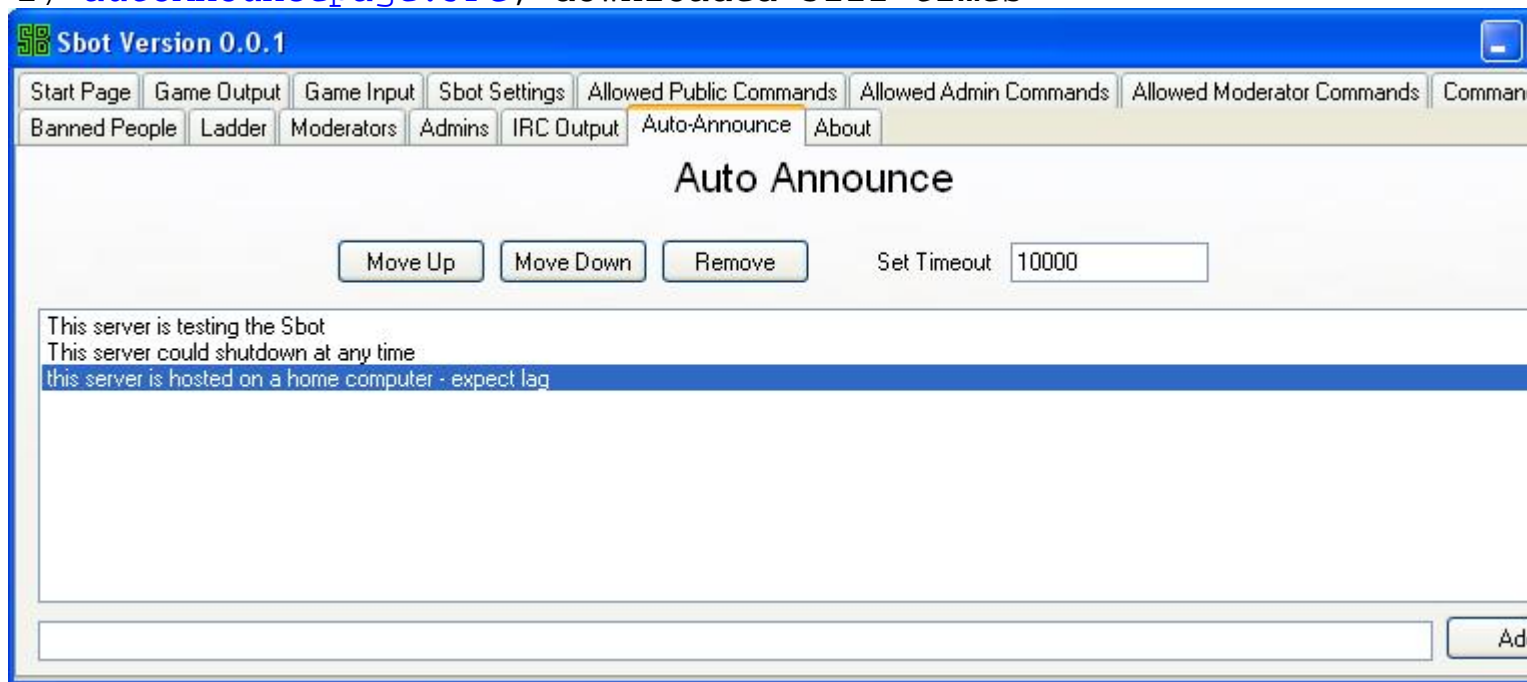 Sbot Version 0.0.1
Start Page Game Output Game Input Sbot Settings Allowed Public Commands Allowed Admin Commands Allowed Moderator Commands Comman
Banned People Ladder Moderators Admins IRC Output Auto-Announce About
Auto Announce
Move Up Move Down Remove Set Timeout 10000
This server is testing the Sbot
This server could shutdown at any time
this server is hosted on a home computer - expect lag
Ad